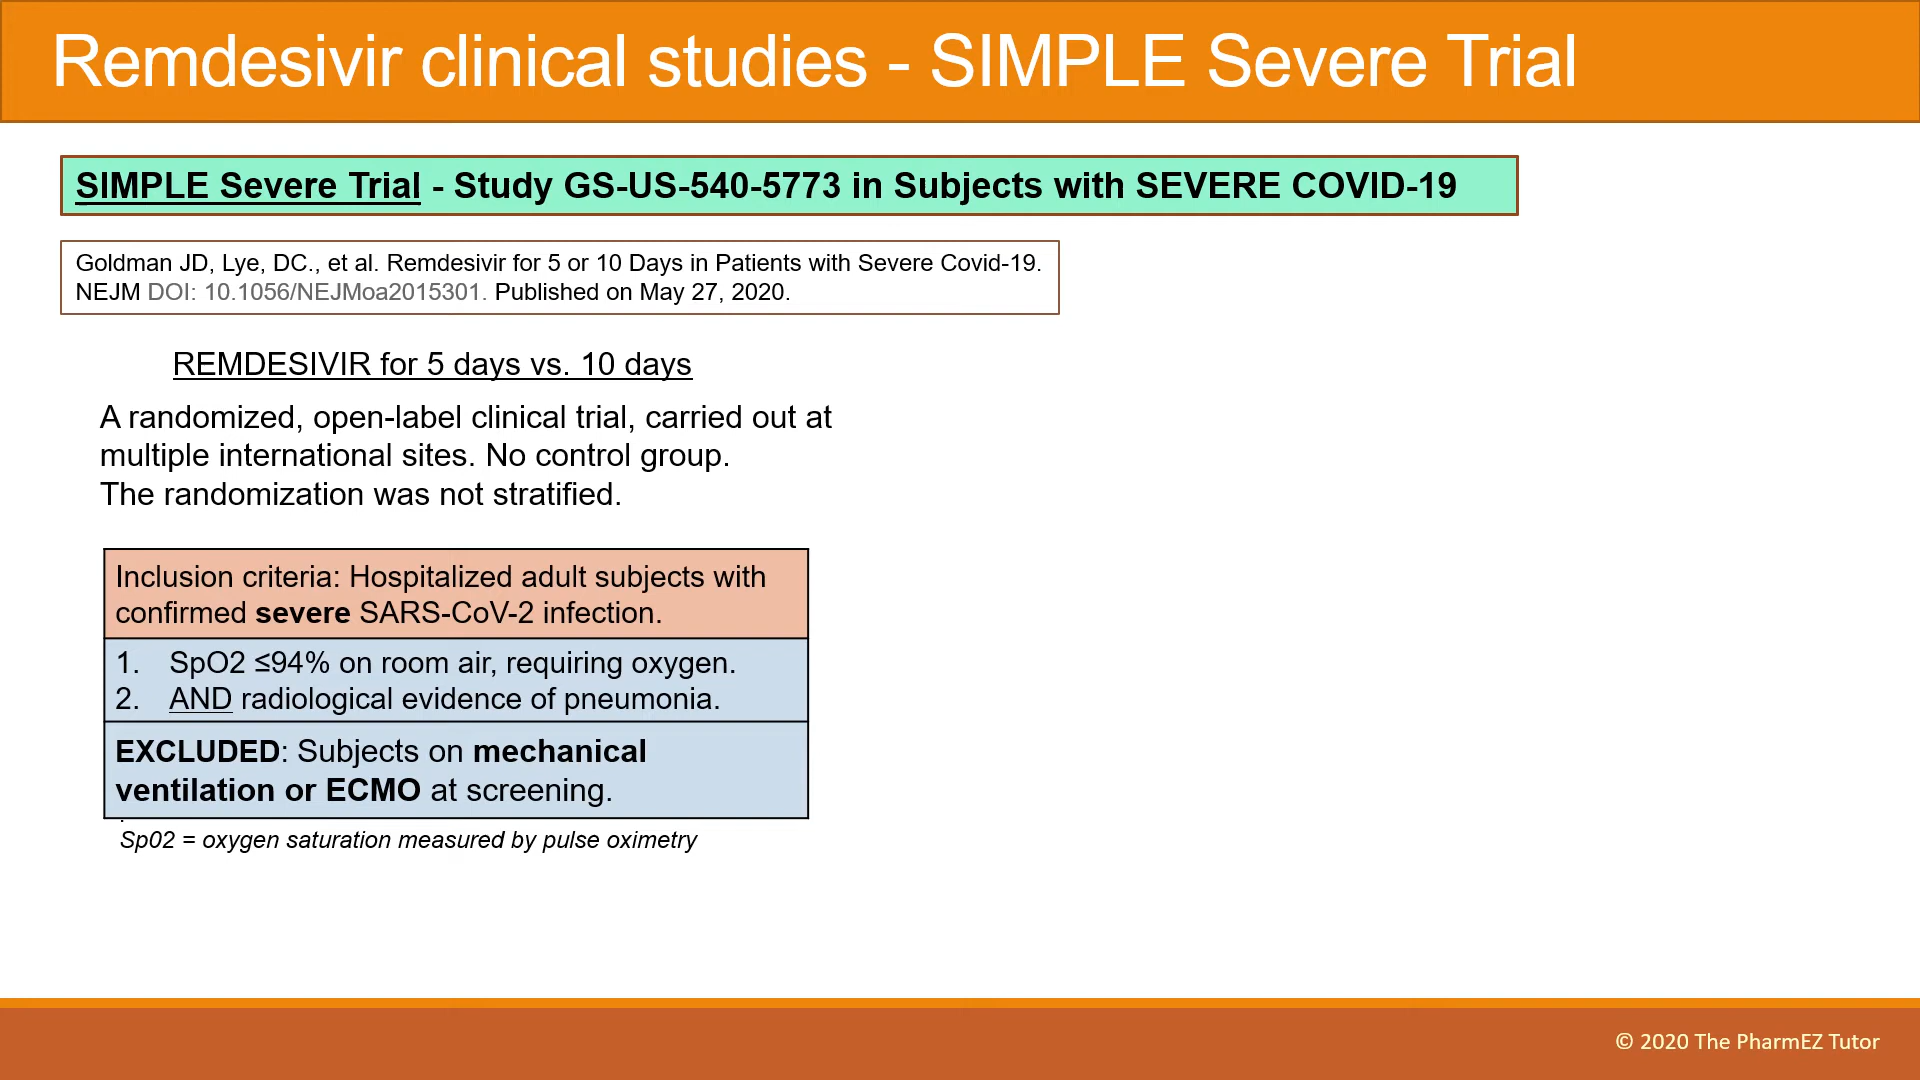 Remdesivir clinical studies - SIMPLE Severe Trial
SIMPLE Severe Trial - Study GS-US-540-5773 in Subjects with SEVERE COVID-19
Goldman JD, Lye, DC., et al. Remdesivir for 5 or 10 Days in Patients with Severe Covid-19.
NEJM DOI: 10.1056/NEJMoa2015301. Published on May 27, 2020.
REMDESIVIR for 5 days vs. 10 days
A randomized, open-label clinical trial, carried out at
multiple international sites. No control group.
The randomization was not stratified.
Inclusion criteria: Hospitalized adult subjects with
confirmed severe SARS-CoV-2 infection.
1. SpO2 ≤94% on room air, requiring oxygen.
2. AND radiological evidence of pneumonia.
EXCLUDED: Subjects on mechanical
ventilation or ECMO at screening.
.
Sp02 = oxygen saturation measured by pulse oximetry
© 2020 The PharmEZ Tutor